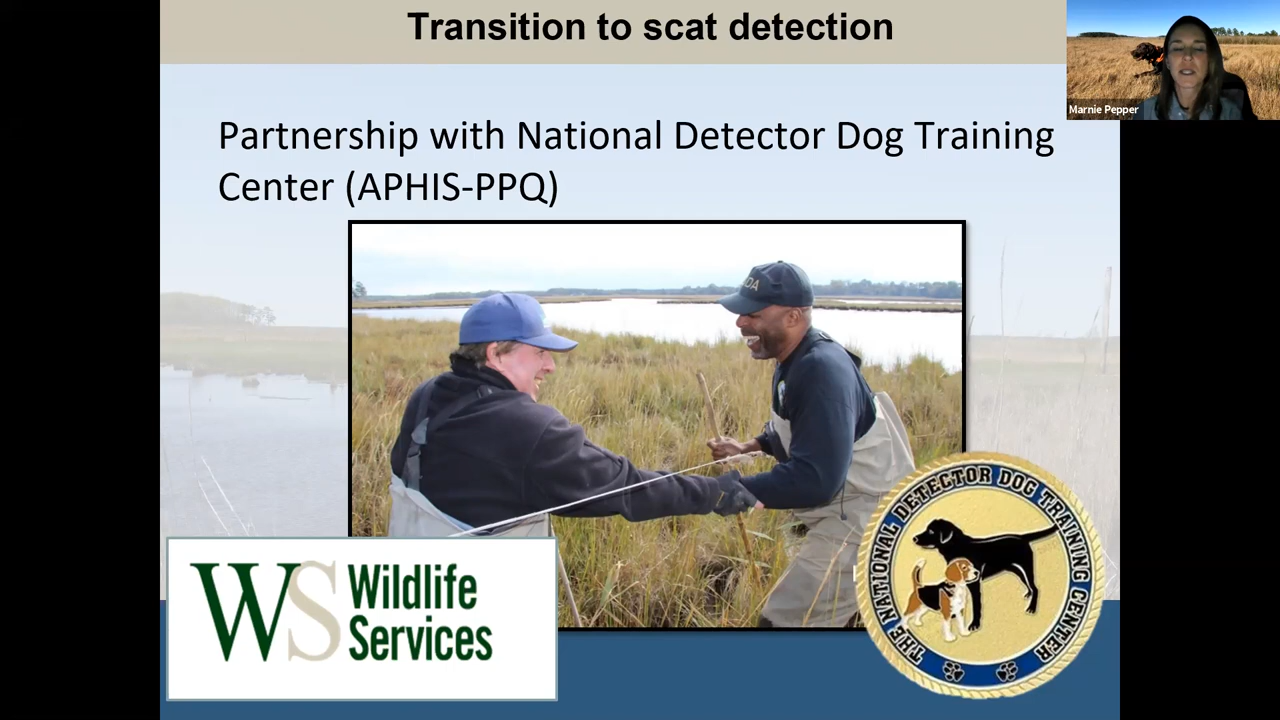 Transition to scat detection
Marnie Pepper
Partnership with National Detector Dog Training
Center (APHIS-PPQ)
WS Wildlife
Services
THE NATIONAL DETECTOR DOG TRAINING CENTER